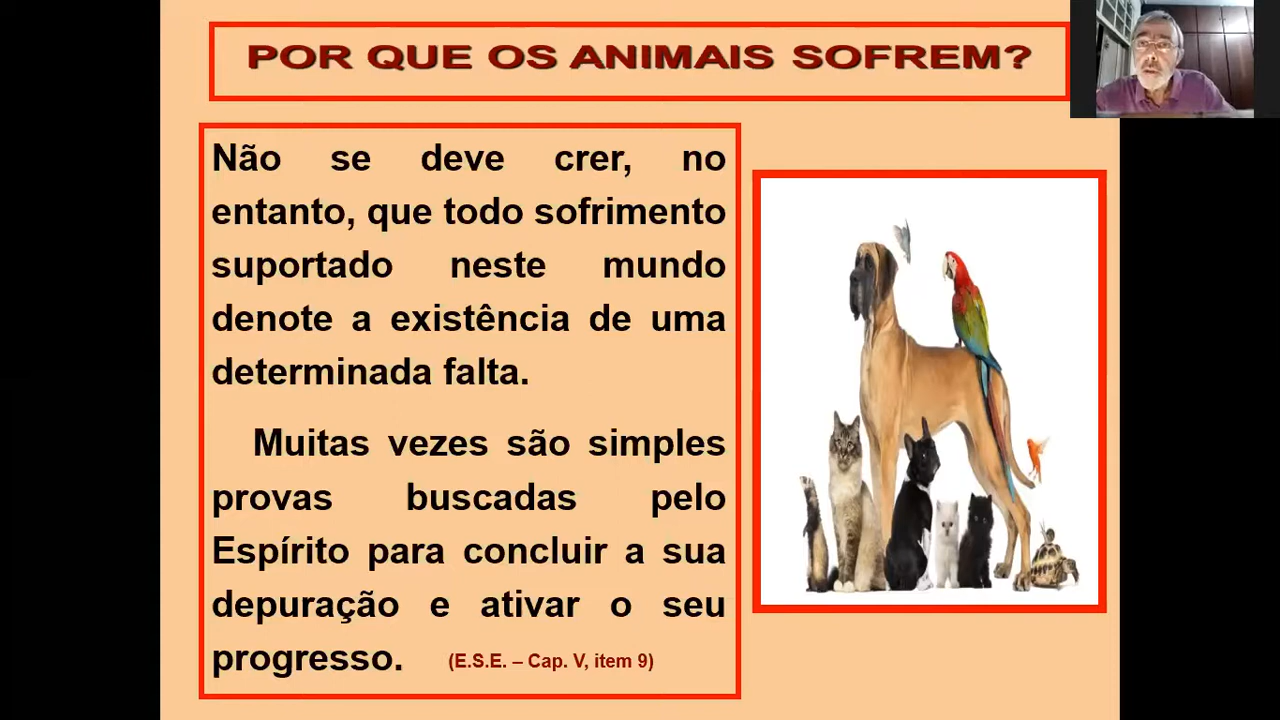 POR QUE OS ANIMAIS SOFREM?
Não se deve crer, no
entanto, que todo sofrimento
suportado neste mundo
denote a existência de uma
determinada falta.
Muitas vezes são simples
provas buscadas pelo
Espírito para concluir a sua
depuração e ativar o seu
progresso. (E.S.E. – Cap. V, item 9)